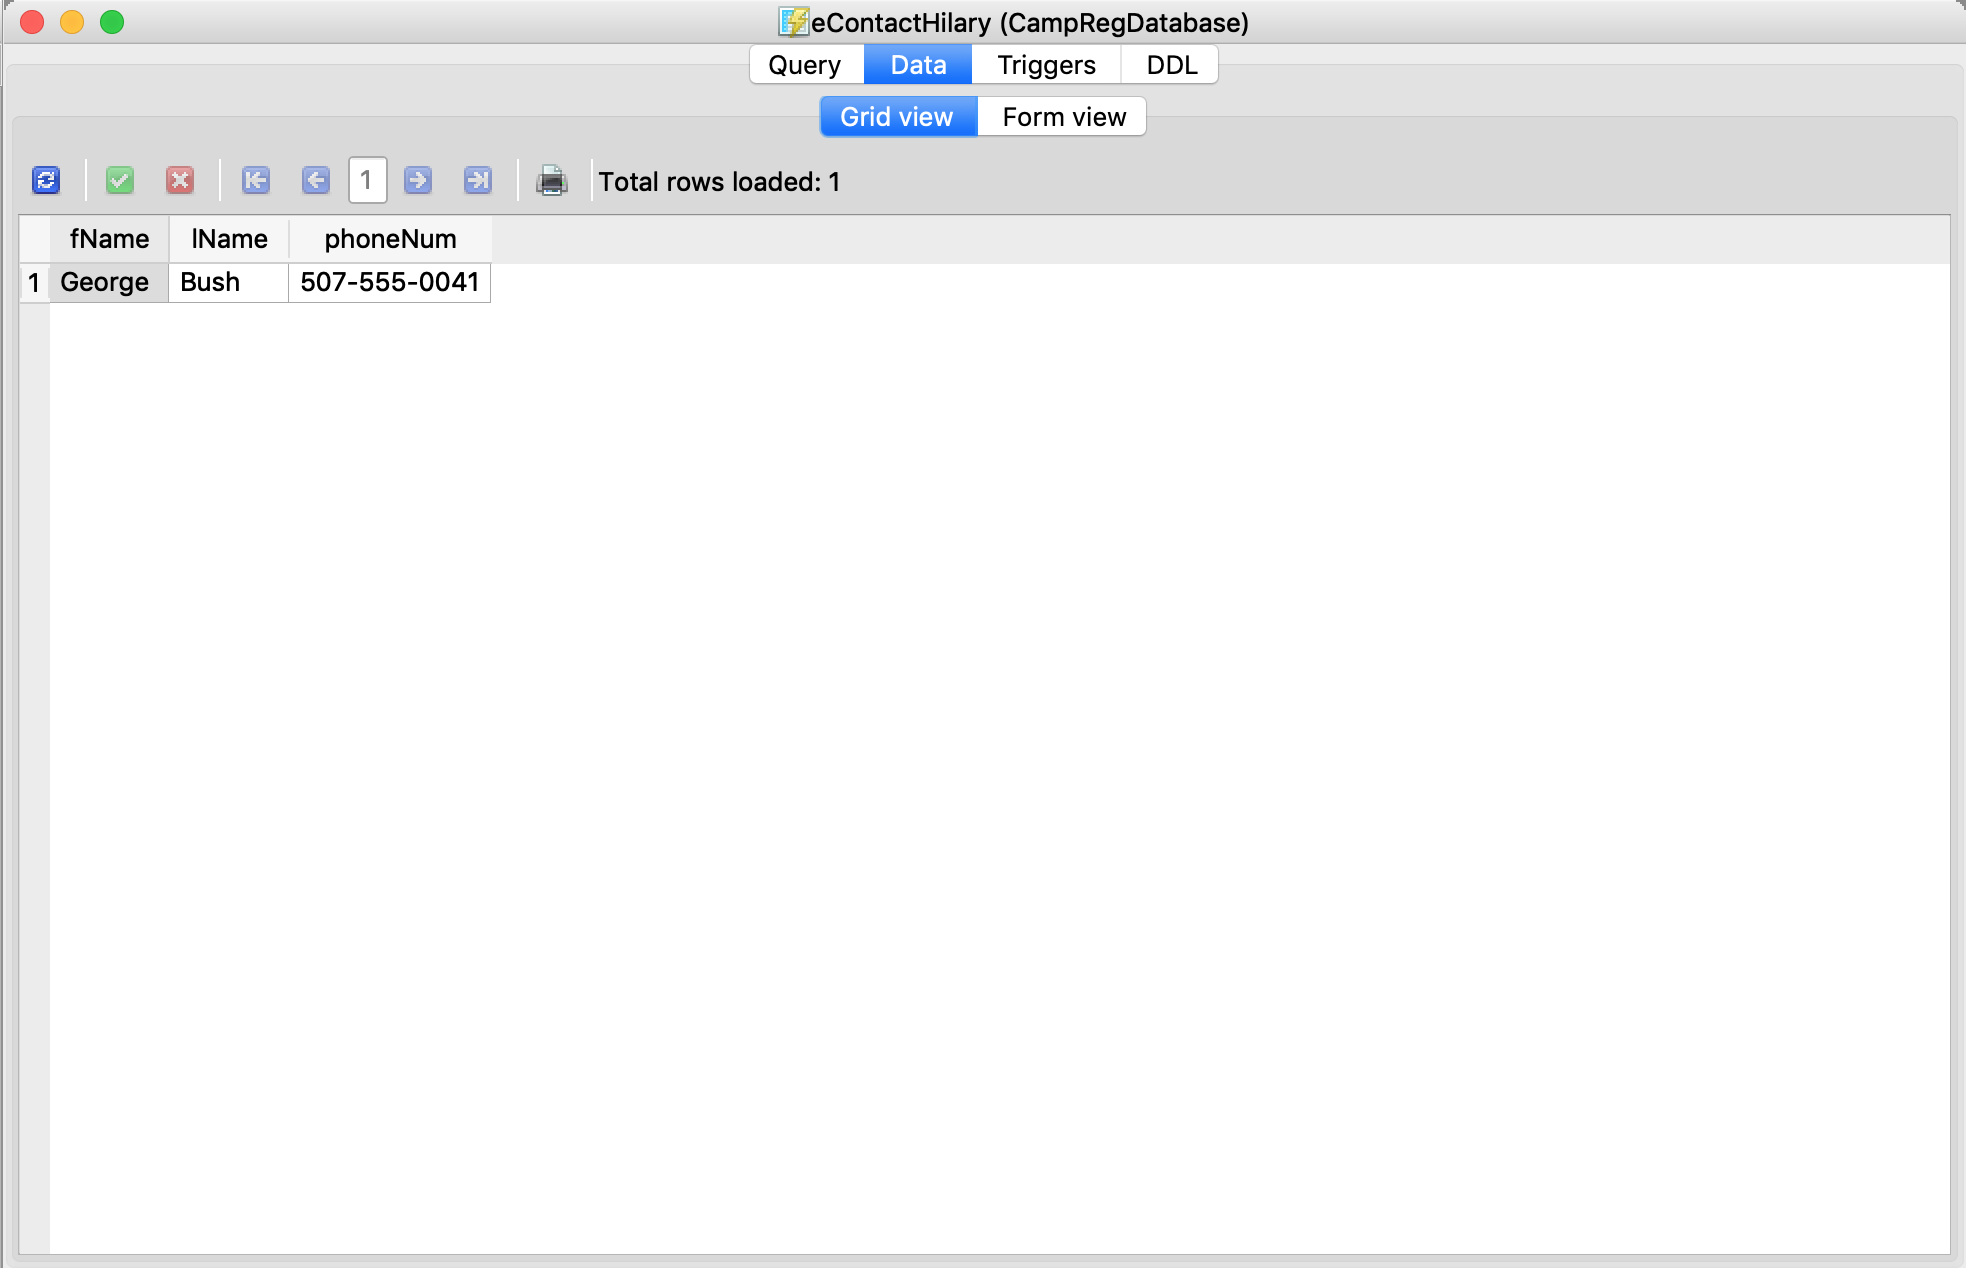 eContactHilary (CampRegDatabase)
Query Data Triggers DDL
Grid view Form view
1 Total rows loaded: 1
fName lName phoneNum
1 George Bush 507-555-0041